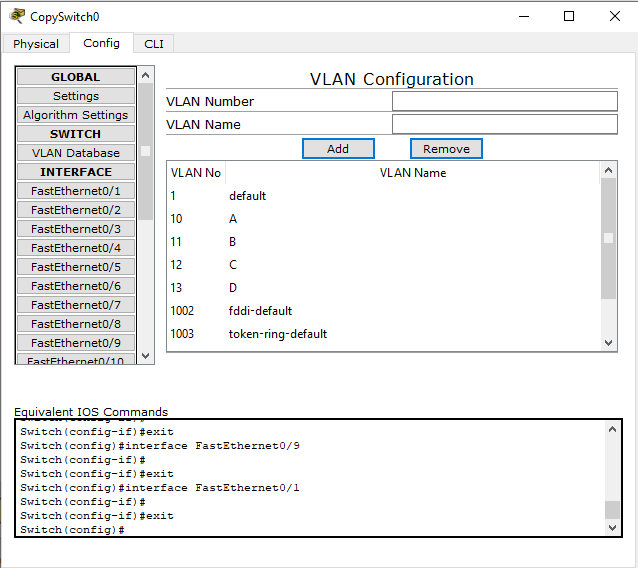 CopySwitch0
Physical Config CLI
GLOBAL
Settings
Algorithm Settings
SWITCH
VLAN Database
INTERFACE
FastEthernet0/1
FastEthernet0/2
FastEthernet0/3
FastEthernet0/4
FastEthernet0/5
FastEthernet0/6
FastEthernet0/7
FastEthernet0/8
FastEthernet0/9
FastEthernet0/10
VLAN Configuration
VLAN Number
VLAN Name
Add Remove
VLAN No VLAN Name
1 default
10 A
11 B
12 C
13 D
1002 fddi-default
1003 token-ring-default
Equivalent IOS Commands
Switch(config-if)#exit
Switch(config)#interface FastEthernet0/9
Switch(config-if)#
Switch(config-if)#exit
Switch(config)#interface FastEthernet0/1
Switch(config-if)#
Switch(config-if)#exit
Switch(config)#